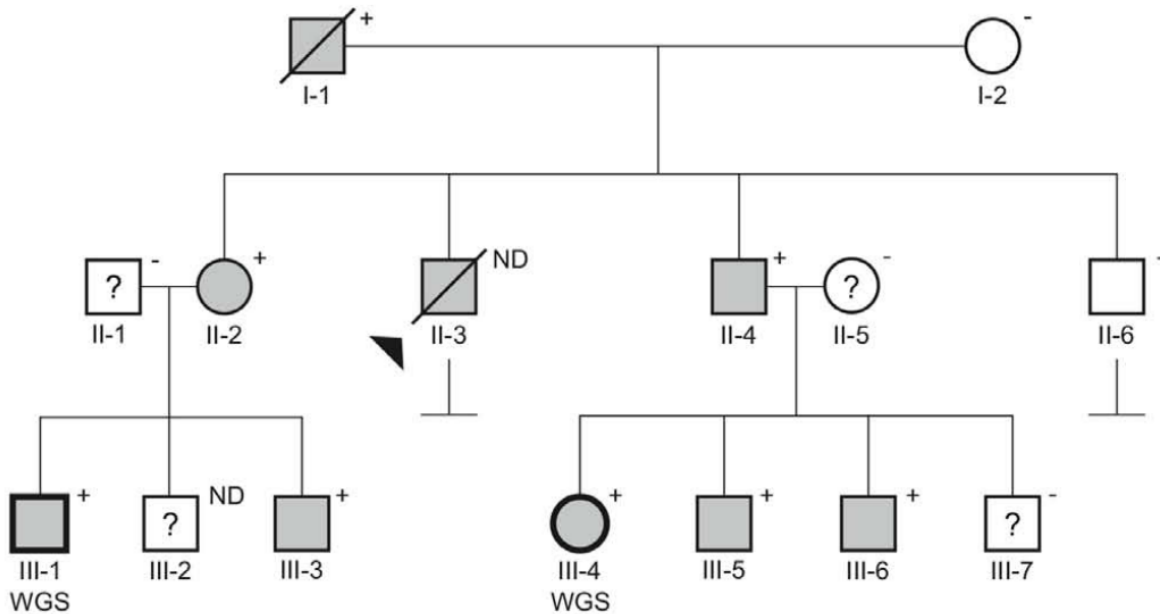 + -
I-1 I-2
- + ND + - -
? ?
II-1 II-2 II-3 II-4 II-5 II-6
+ ND + + + + -
? ?
III-1 III-2 III-3 III-4 III-5 III-6 III-7
WGS WGS